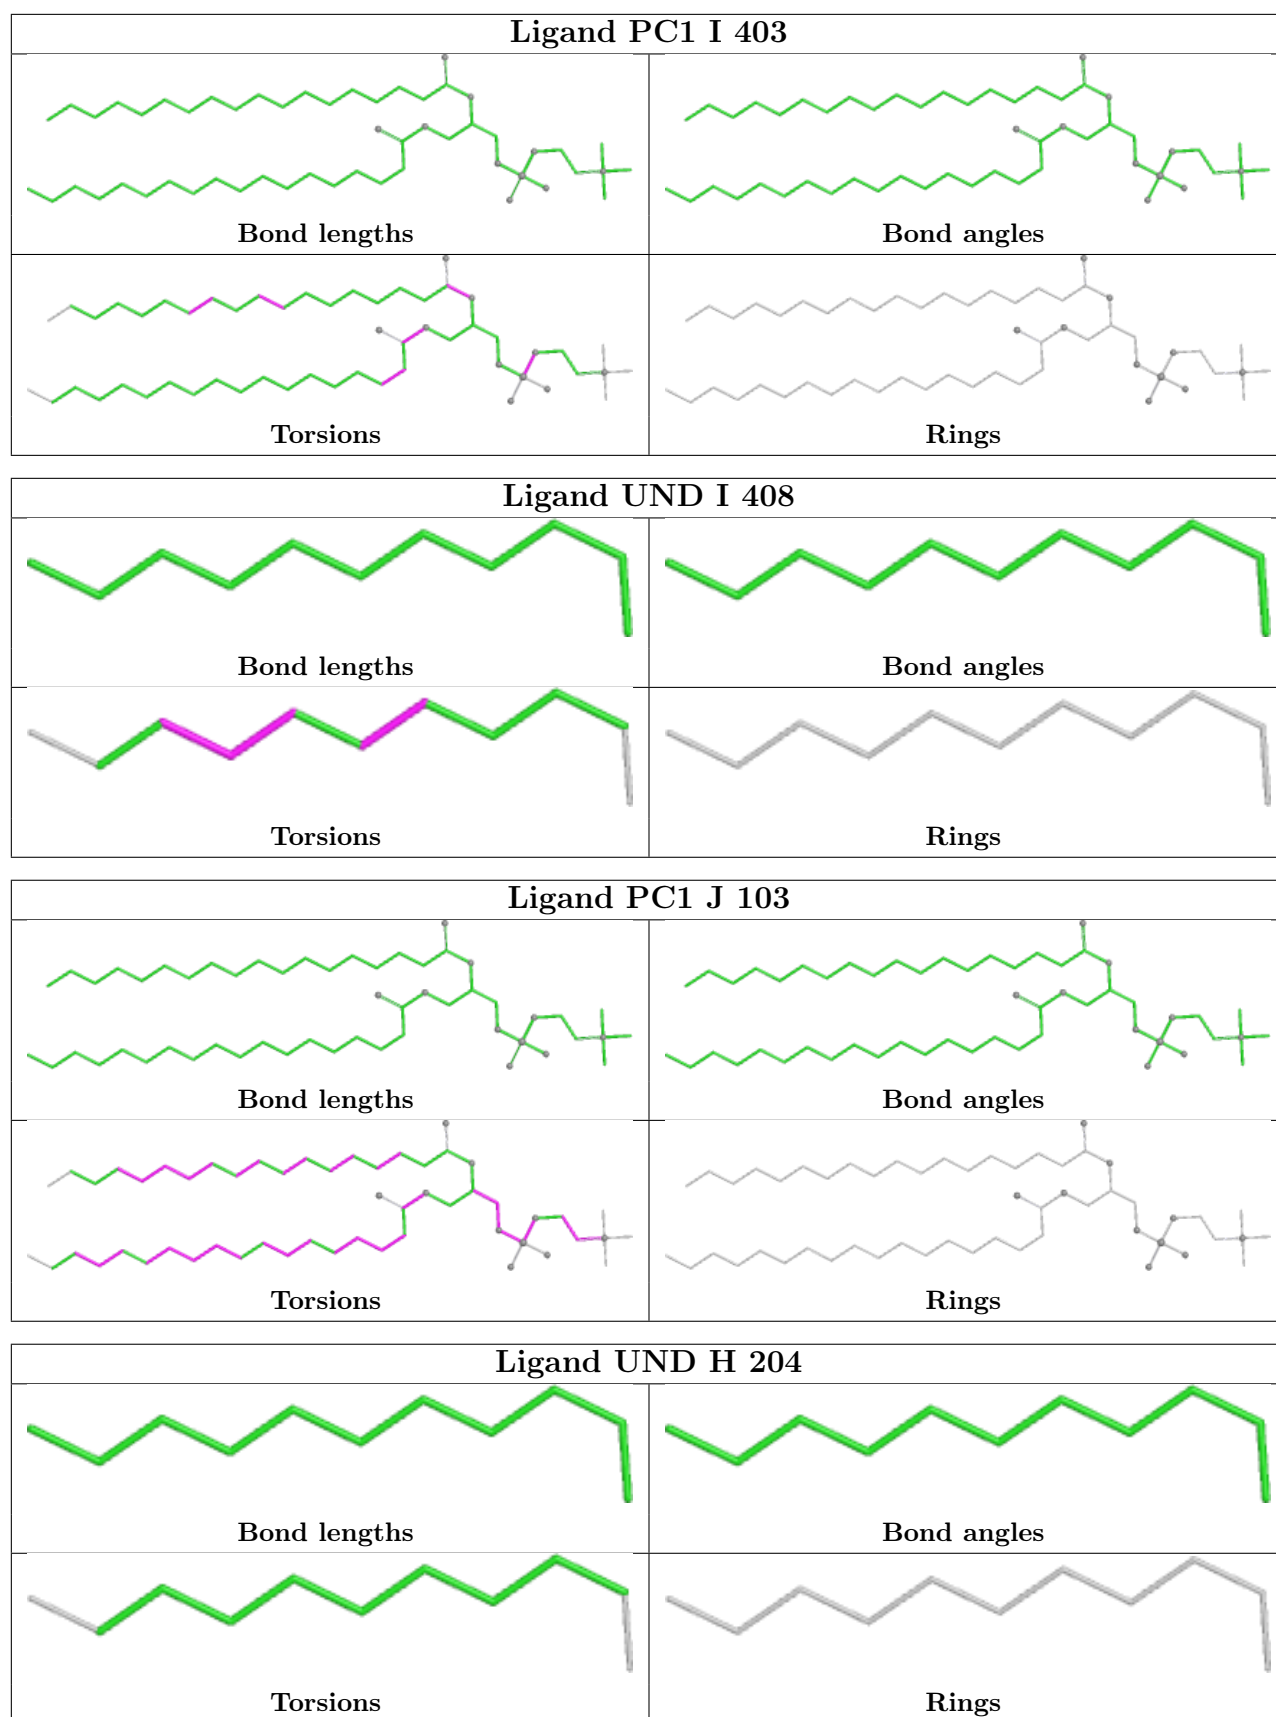 Ligand PC1 I 403
Bond lengths
Bond angles
Torsions
Rings
Ligand UND I 408
Bond lengths
Bond angles
Torsions
Rings
Ligand PC1 J 103
Bond lengths
Bond angles
Torsions
Rings
Ligand UND H 204
Bond lengths
Bond angles
Torsions
Rings